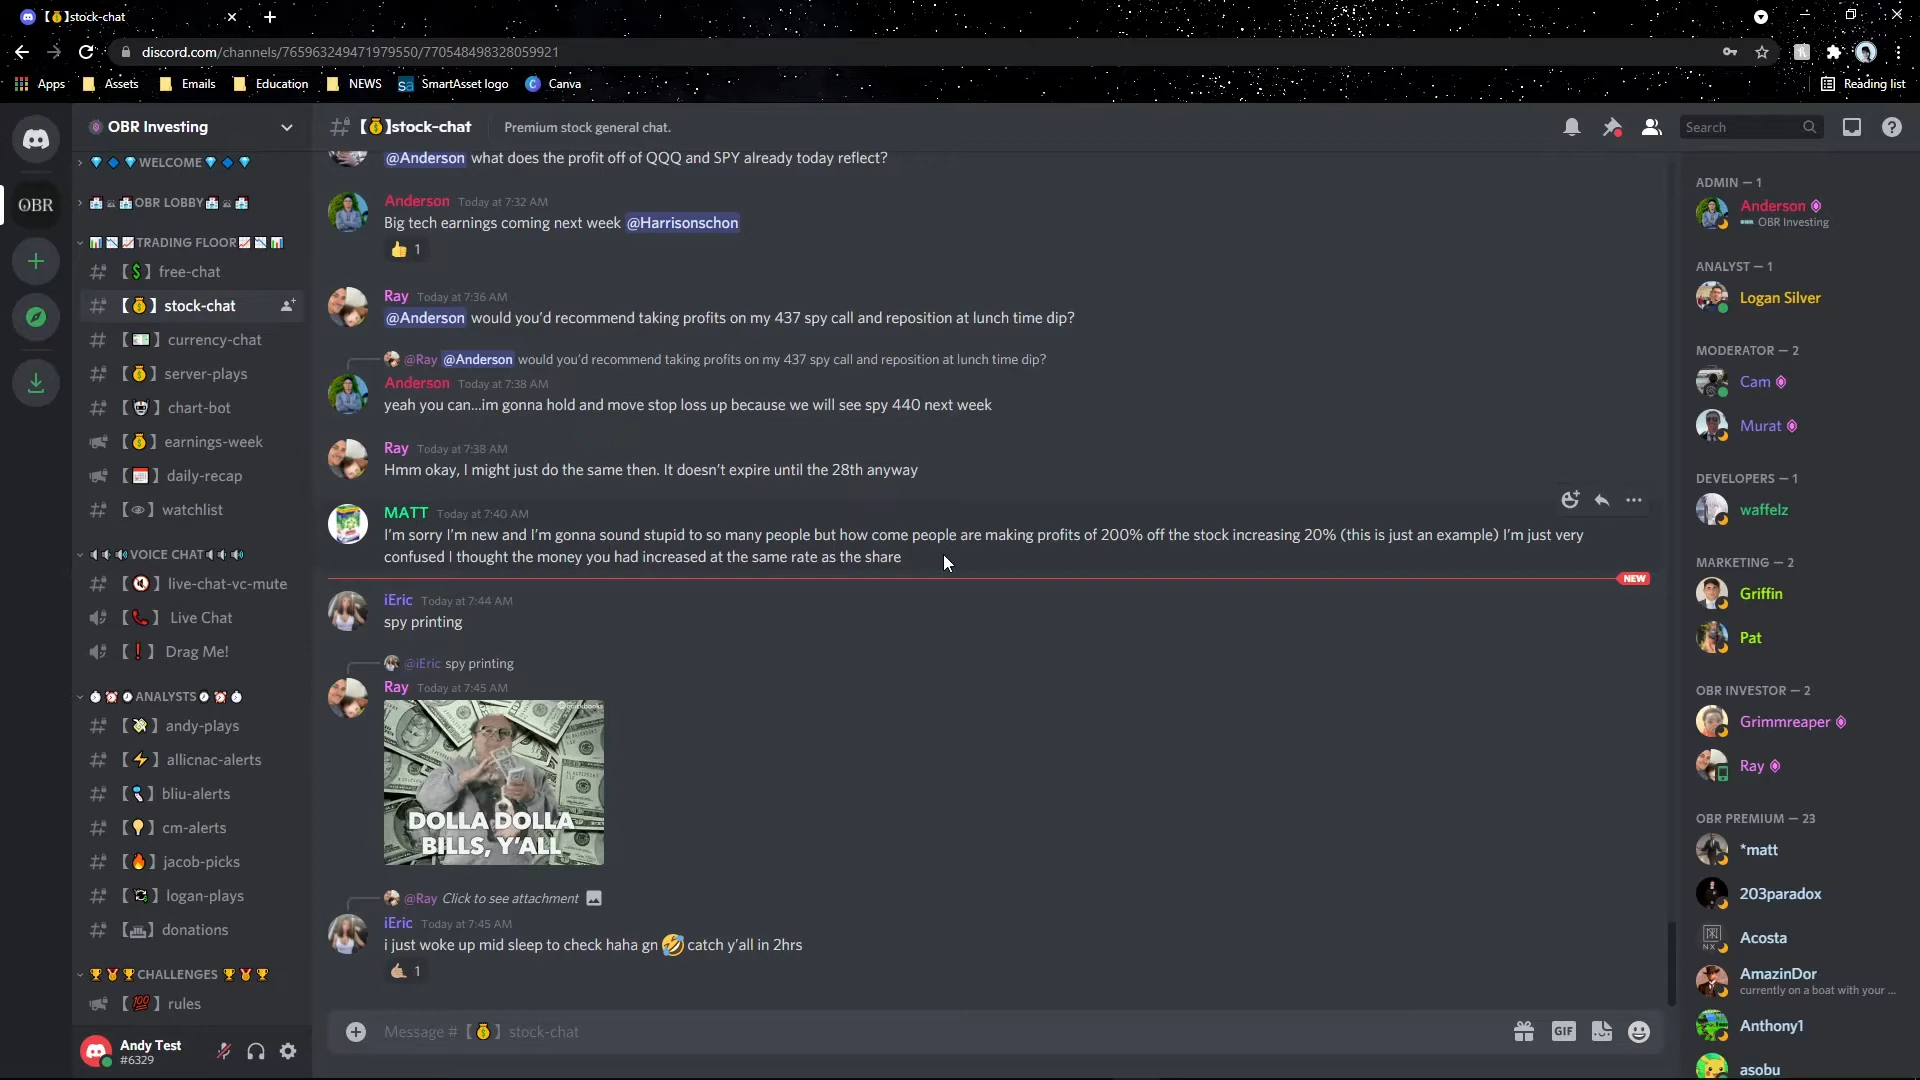 stock-chat
discord.com/channels/765963249471979550/770548498328059921
Apps
Assets
Emails
Education
NEWS
sa SmartAsset logo
Canva
Reading list
OBR Investing
stock-chat
Premium stock general chat.
Search
WELCOME
OBR
OBR LOBBY
TRADING FLOOR
free-chat
stock-chat
currency-chat
server-plays
chart-bot
earnings-week
daily-recap
watchlist
VOICE CHAT
live-chat-vc-mute
Live Chat
Drag Me!
ANALYSTS
andy-plays
allicnac-alerts
bliu-alerts
cm-alerts
jacob-picks
logan-plays
donations
CHALLENGES
rules
Andy Test
#6329
@Anderson what does the profit off of QQQ and SPY already today reflect?
Anderson Today at 7:32 AM
Big tech earnings coming next week @Harrisonschon
1
Ray Today at 7:36 AM
@Anderson would you'd recommend taking profits on my 437 spy call and reposition at lunch time dip?
@Ray @Anderson would you'd recommend taking profits on my 437 spy call and reposition at lunch time dip?
Anderson Today at 7:38 AM
yeah you can...im gonna hold and move stop loss up because we will see spy 440 next week
Ray Today at 7:38 AM
Hmm okay, I might just do the same then. It doesn't expire until the 28th anyway
MATT Today at 7:40 AM
I'm sorry I'm new and I'm gonna sound stupid to so many people but how come people are making profits of 200% off the stock increasing 20% (this is just an example) I'm just very
confused I thought the money you had increased at the same rate as the share
NEW
iEric Today at 7:44 AM
spy printing
@iEric spy printing
Ray Today at 7:45 AM
DOLLA DOLLA
BILLS, Y'ALL
@Ray Click to see attachment
iEric Today at 7:45 AM
i just woke up mid sleep to check haha gn 🤣 catch y'all in 2hrs
1
Message #【💰】stock-chat
GIF
ADMIN — 1
Anderson
OBR Investing
ANALYST — 1
Logan Silver
MODERATOR — 2
Cam
Murat
DEVELOPERS — 1
waffelz
MARKETING — 2
Griffin
Pat
OBR INVESTOR — 2
Grimmreaper
Ray
OBR PREMIUM — 23
*matt
203paradox
Acosta
AmazinDor
currently on a boat with your ...
Anthony1
asobu